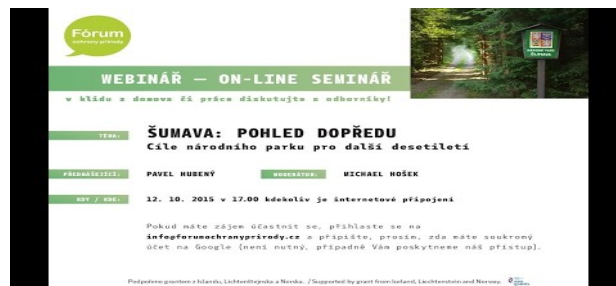 Fórum
ochrany přírody
WEBINÁŘ — ON-LINE SEMINÁŘ
v klidu z domova či práce diskutujte s odborníky!
TÉMA:
ŠUMAVA: POHLED DOPŘEDU
Cíle národního parku pro další desetiletí
PŘEDNÁŠEJÍCÍ:
PAVEL HUBENÝ
MODERÁTOR:
MICHAEL HOŠEK
KDY / KDE:
12. 10. 2015 v 17.00 kdekoliv je internetové připojení
Pokud máte zájem účastnit se, přihlaste se na
info@forumochranyprirody.cz a připište, prosím, zda máte soukromý
účet na Google (není nutný, případně Vám poskytneme náš přístup).
Podpořeno grantem z Islandu, Lichtenštejnska a Norska. / Supported by grant from Iceland, Liechtenstein and Norway.
ŠUMAVA